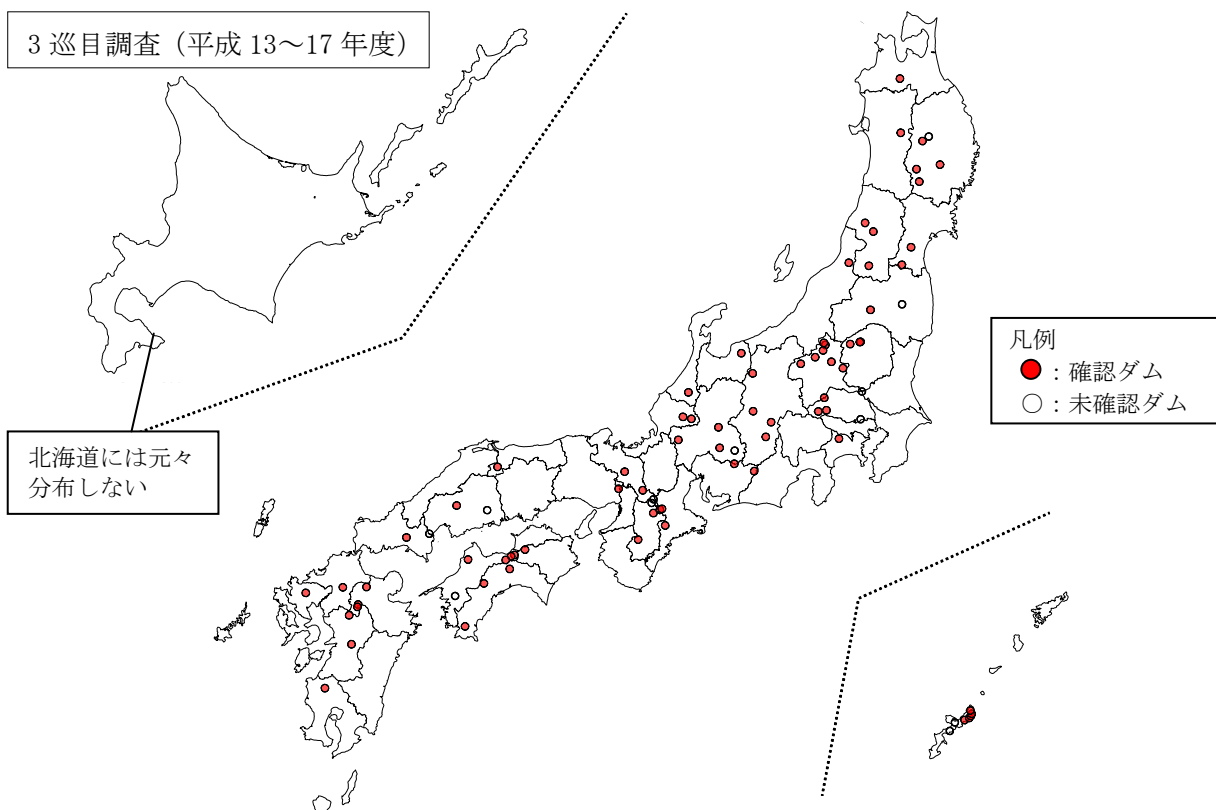 3巡目調査(平成 13～17 年度)
凡例
：確認ダム
：未確認ダム
北海道には元々
分布しない